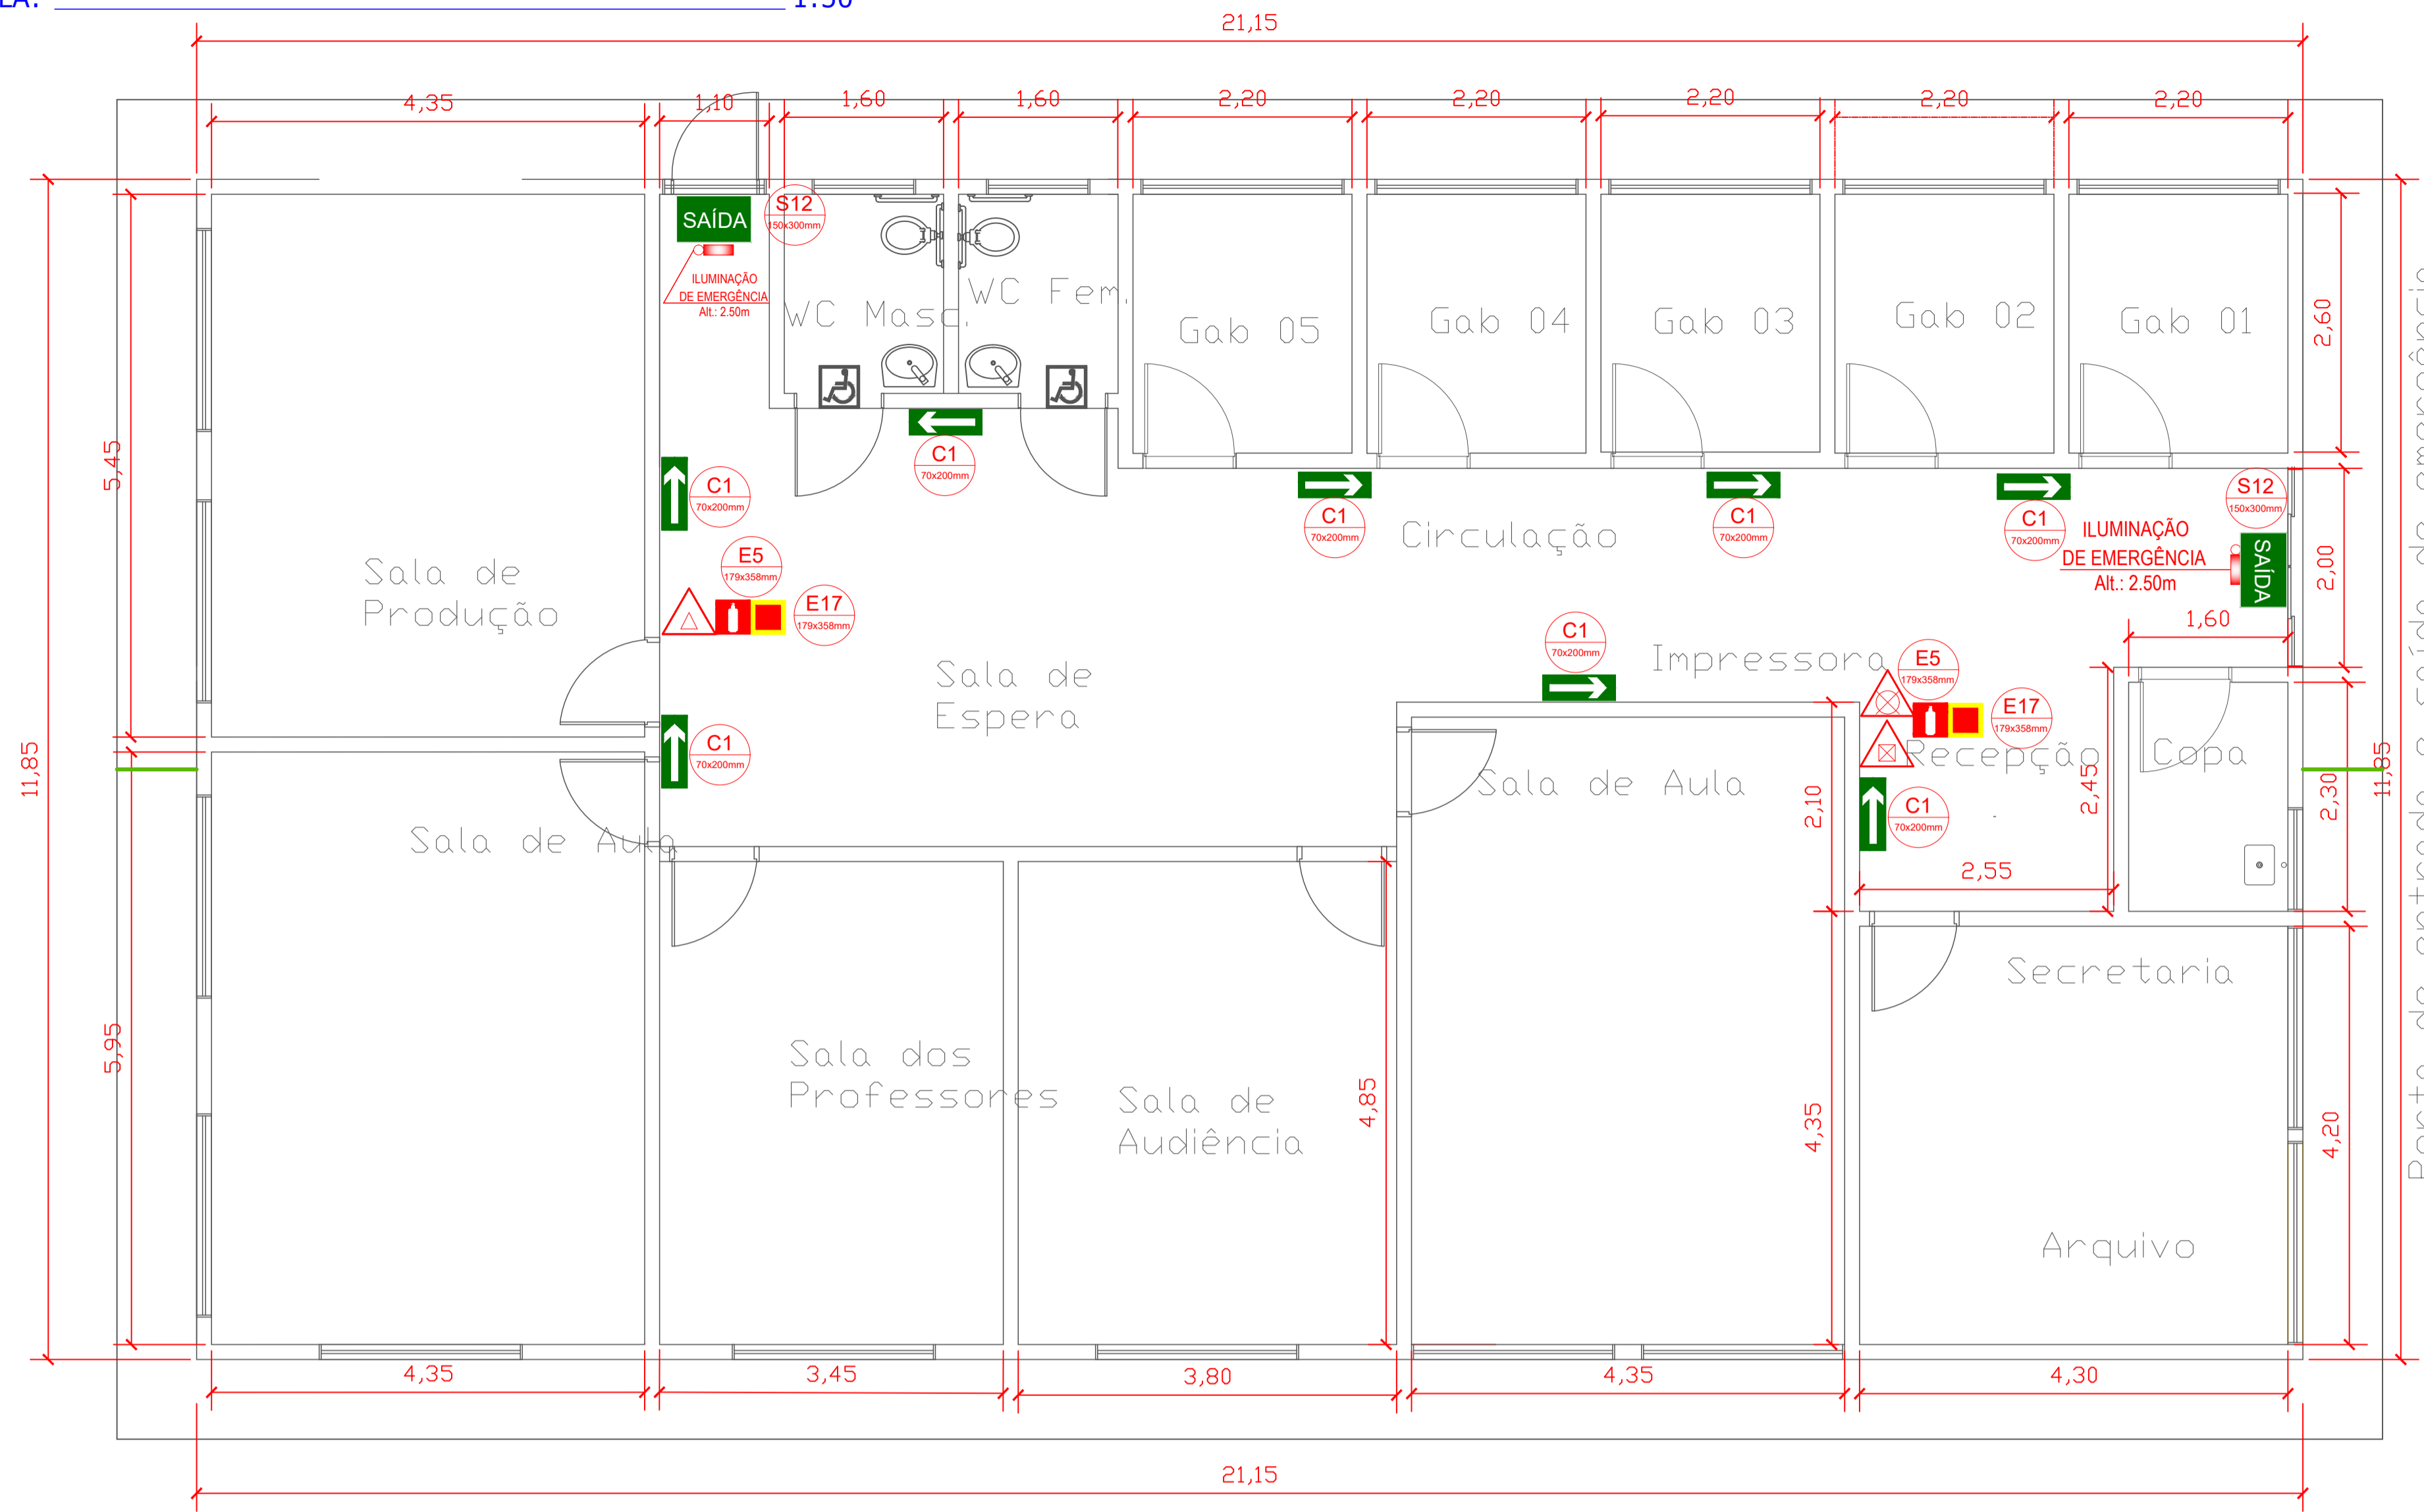 1:50
21,15
4,35
1,10
1,60
1,60
2,20
2,20
2,20
2,20
2,20
SAÍDA
S12
150x300mm
ILUMINAÇÃO
DE EMERGÊNCIA
Alt.: 2.50m
WC Masc.
WC Fem.
Gab 05
Gab 04
Gab 03
Gab 02
Gab 01
2,60
5,45
C1
70x200mm
C1
70x200mm
C1
70x200mm
C1
70x200mm
C1
70x200mm
S12
150x300mm
Circulação
ILUMINAÇÃO
DE EMERGÊNCIA
Alt.: 2.50m
SAÍDA
2,00
Sala de
Produção
E5
179x358mm
E17
179x358mm
1,60
C1
70x200mm
Impressora
E5
179x358mm
E17
179x358mm
Sala de
Espera
C1
70x200mm
11,85
Recepção
Copa
2,45
2,30
11,85
Sala de Aula
Sala de Aula
2,10
C1
70x200mm
2,55
Secretaria
5,95
Sala dos
Professores
Sala de
Audiência
4,85
4,35
4,20
Arquivo
4,35
3,45
3,80
4,35
4,30
21,15